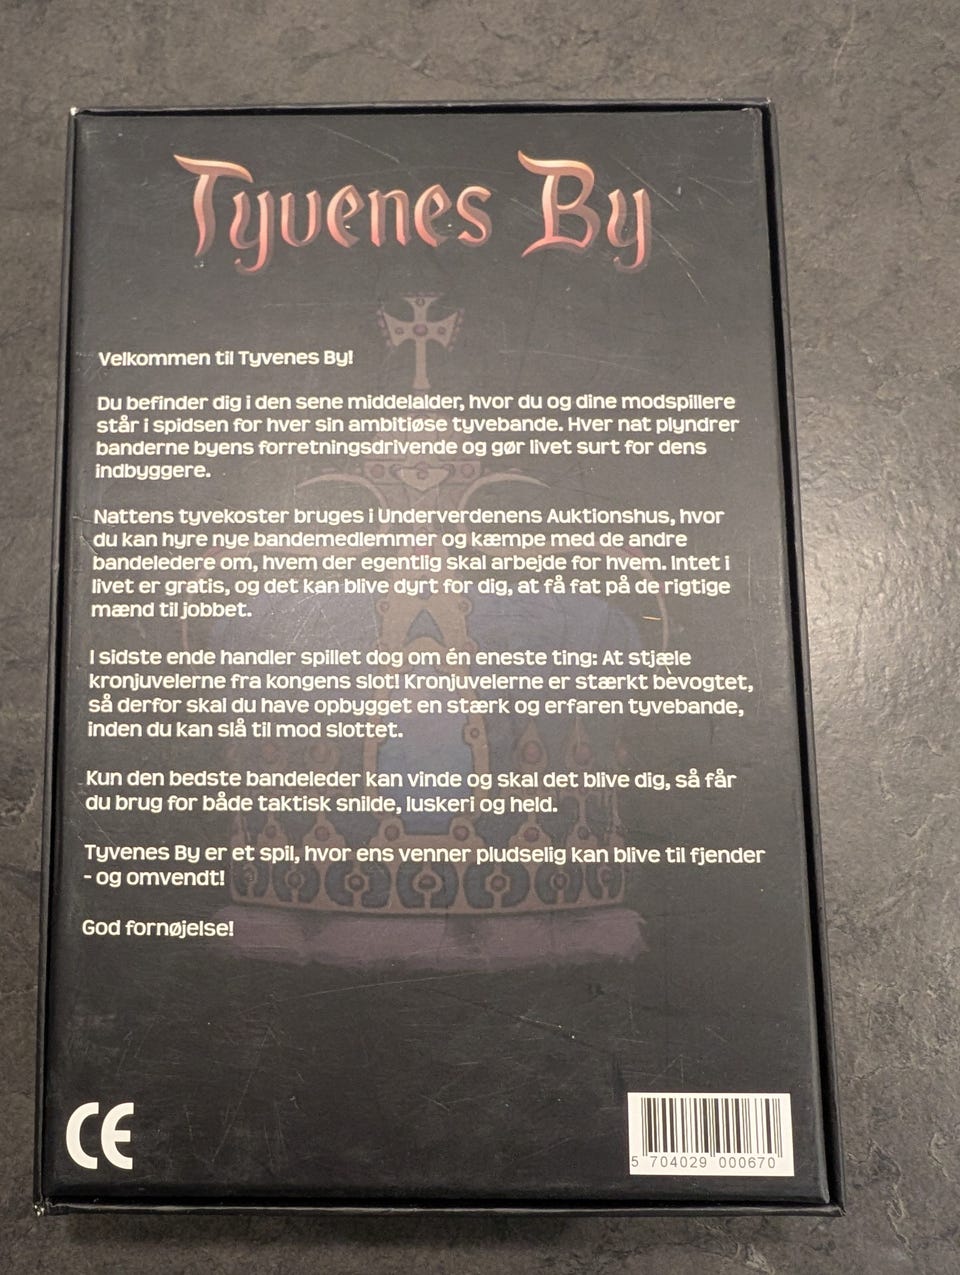 Tyvenes By
Velkommen til Tyvenes By!
Du befinder dig i den sene middelalder, hvor du og dine modspillere
står i spidsen for hver sin ambitiøse tyvebande. Hver nat plyndrer
banderne byens forretningsdrivende og gør livet surt for dens
indbyggere.
Nattens tyvekoster bruges i Underverdenens Auktionshus, hvor
du kan hyre nye bandemedlemmer og kæmpe med de andre
bandeledere om, hvem der egentlig skal arbejde for hvem. Intet i
livet er gratis, og det kan blive dyrt for dig, at få fat på de rigtige
mænd til jobbet.
I sidste ende handler spillet dog om én eneste ting: At stjæle
kronjuvelerne fra kongens slot! Kronjuvelerne er stærkt bevogtet,
så derfor skal du have opbygget en stærk og erfaren tyvebande,
inden du kan slå til mod slottet.
Kun den bedste bandeleder kan vinde og skal det blive dig, så får
du brug for både taktisk snilde, luskeri og held.
Tyvenes By er et spil, hvor ens venner pludselig kan blive til fjender
- og omvendt!
God fornøjelse!
CE
5 704029 000670